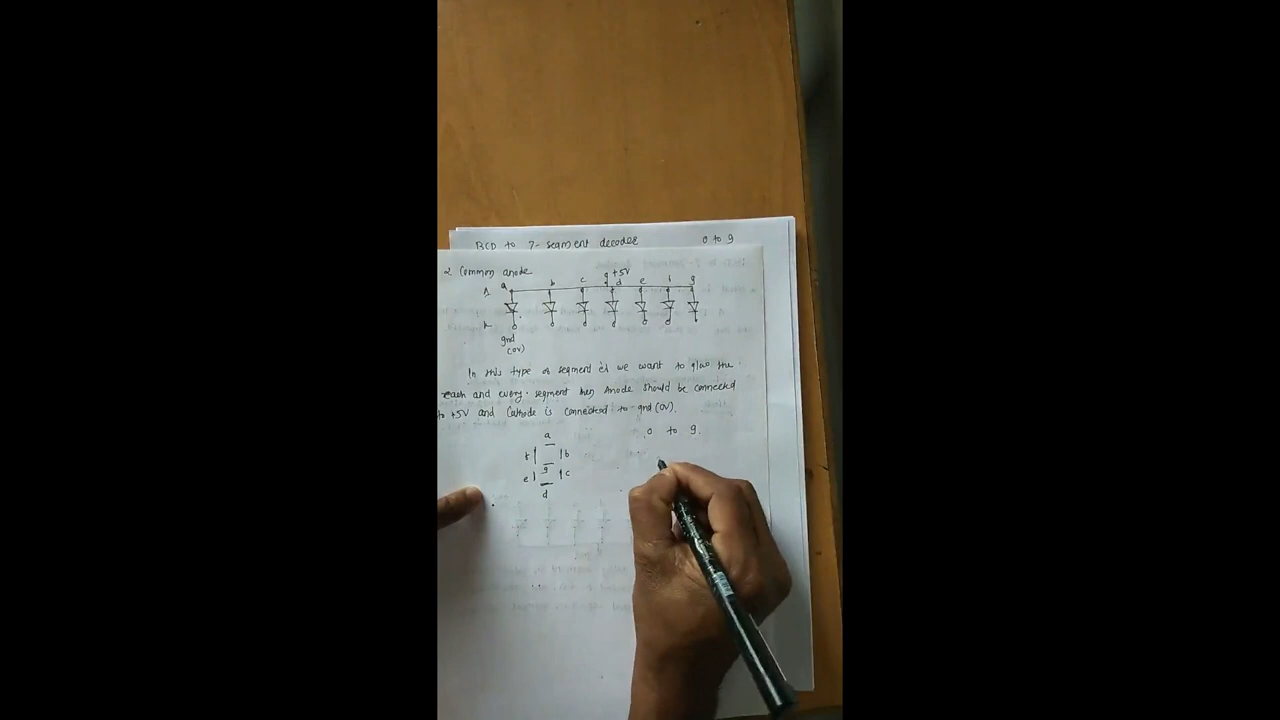 BCD to 7-segment decoder 0 to 9
2 Common anode
+5V
a b c d e f g
A
K
gnd
(0V)
In this type of segment if we want to glow the
each and every segment then Anode should be connected
to +5V and Cathode is connected to gnd (0V).
0 to 9.
a
f b
g
e c
d